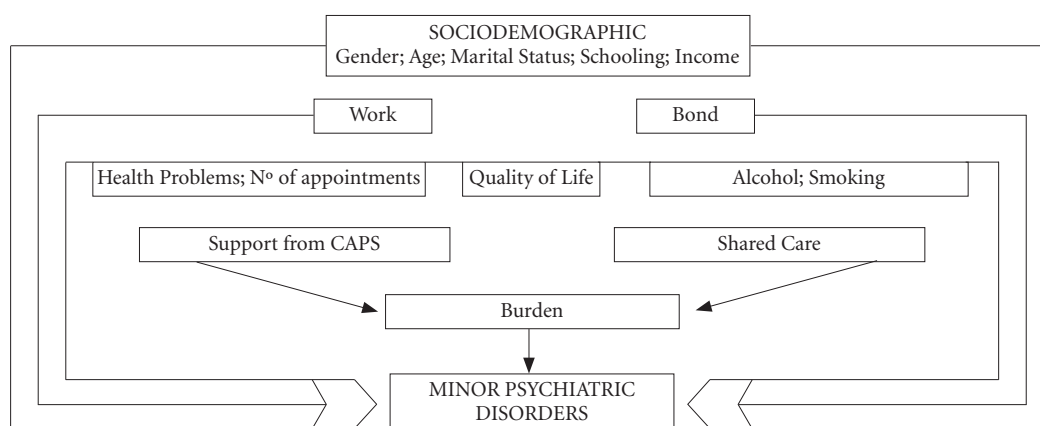 SOCIODEMOGRAPHIC
Gender; Age; Marital Status; Schooling; Income
Work
Bond
Health Problems; Nº of appointments
Quality of Life
Alcohol; Smoking
Support from CAPS
Shared Care
Burden
MINOR PSYCHIATRIC
DISORDERS